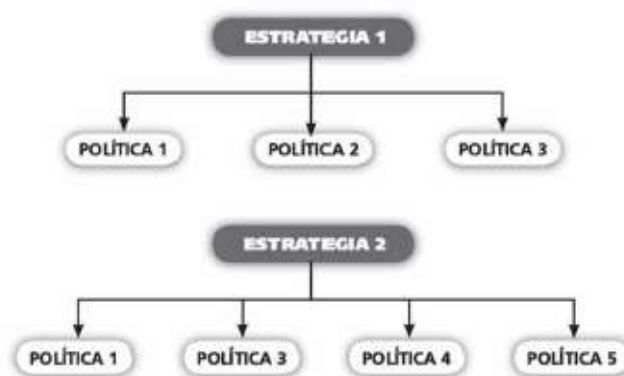 ESTRATEGIA 1
POLÍTICA 1 POLÍTICA 2 POLÍTICA 3
ESTRATEGIA 2
POLÍTICA 1 POLÍTICA 3 POLÍTICA 4 POLÍTICA 5